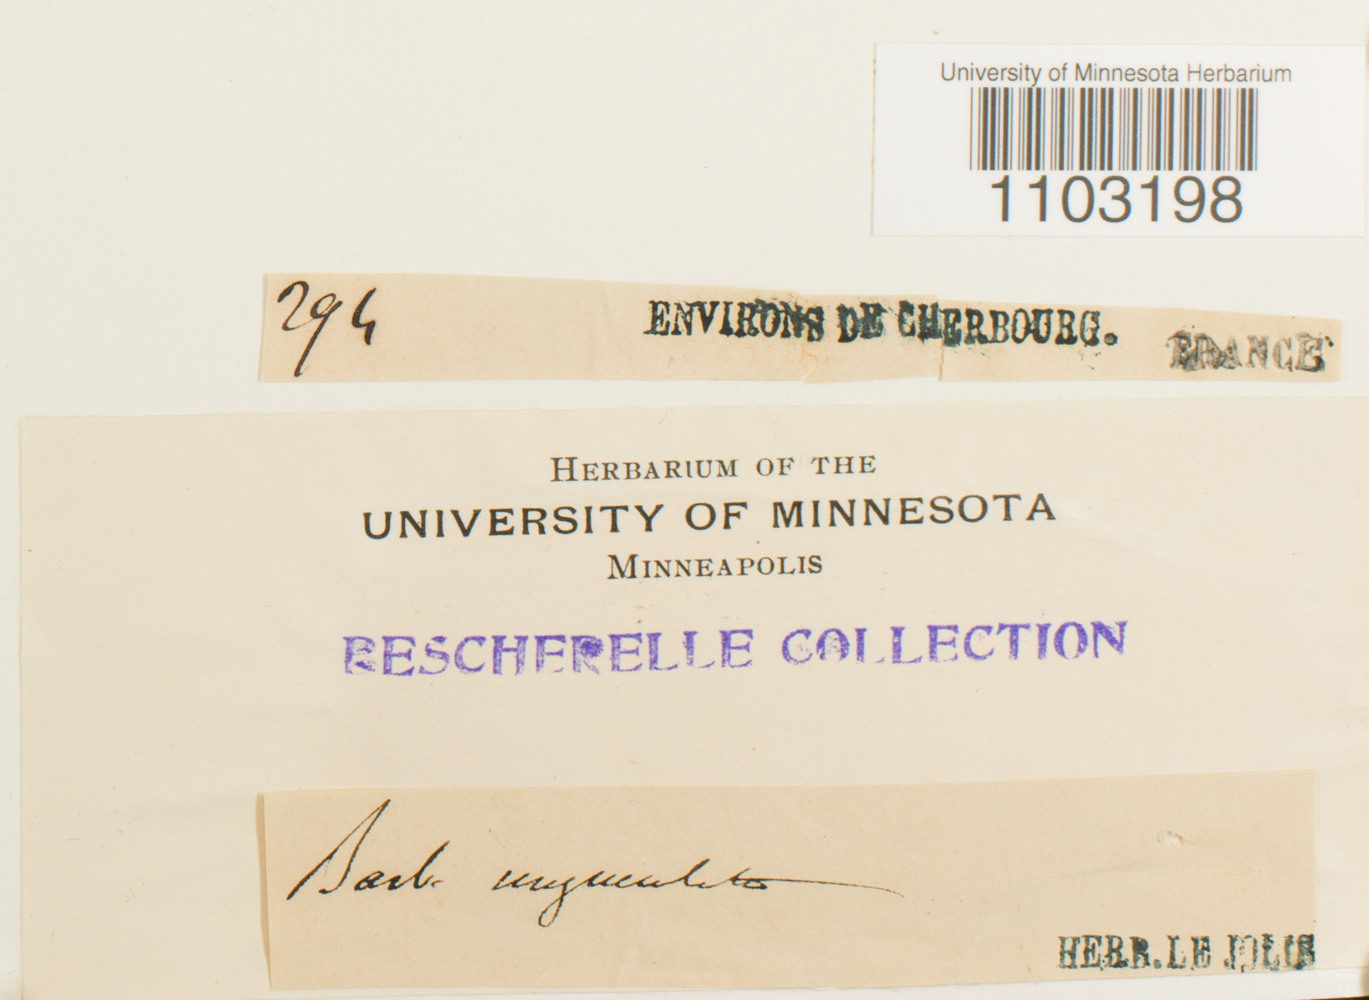 University of Minnesota Herbarium
1103198
294 ENVIRONS DE CHERBOURG. FRANCE
HERBARIUM OF THE
UNIVERSITY OF MINNESOTA
MINNEAPOLIS
BESCHERELLE COLLECTION
Barb. unguiculata
HERB. LE JOLIS